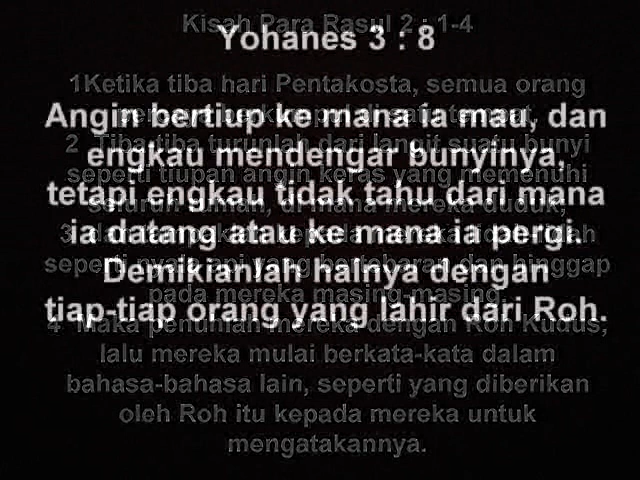 Kisah Para Rasul 2 : 1-4
Yohanes 3 : 8
1Ketika tiba hari Pentakosta, semua orang
Angin bertiup ke mana ia mau, dan
2 Tiba-tiba turunlah dari langit suatu bunyi
engkau mendengar bunyinya,
seperti tiupan angin keras yang memenuhi
tetapi engkau tidak tahu dari mana
ia datang atau ke mana ia pergi.
Demikianlah halnya dengan
pada mereka masing-masing.
tiap-tiap orang yang lahir dari Roh.
4 Maka penuhlah mereka dengan Roh Kudus,
lalu mereka mulai berkata-kata dalam
bahasa-bahasa lain, seperti yang diberikan
oleh Roh itu kepada mereka untuk
mengatakannya.